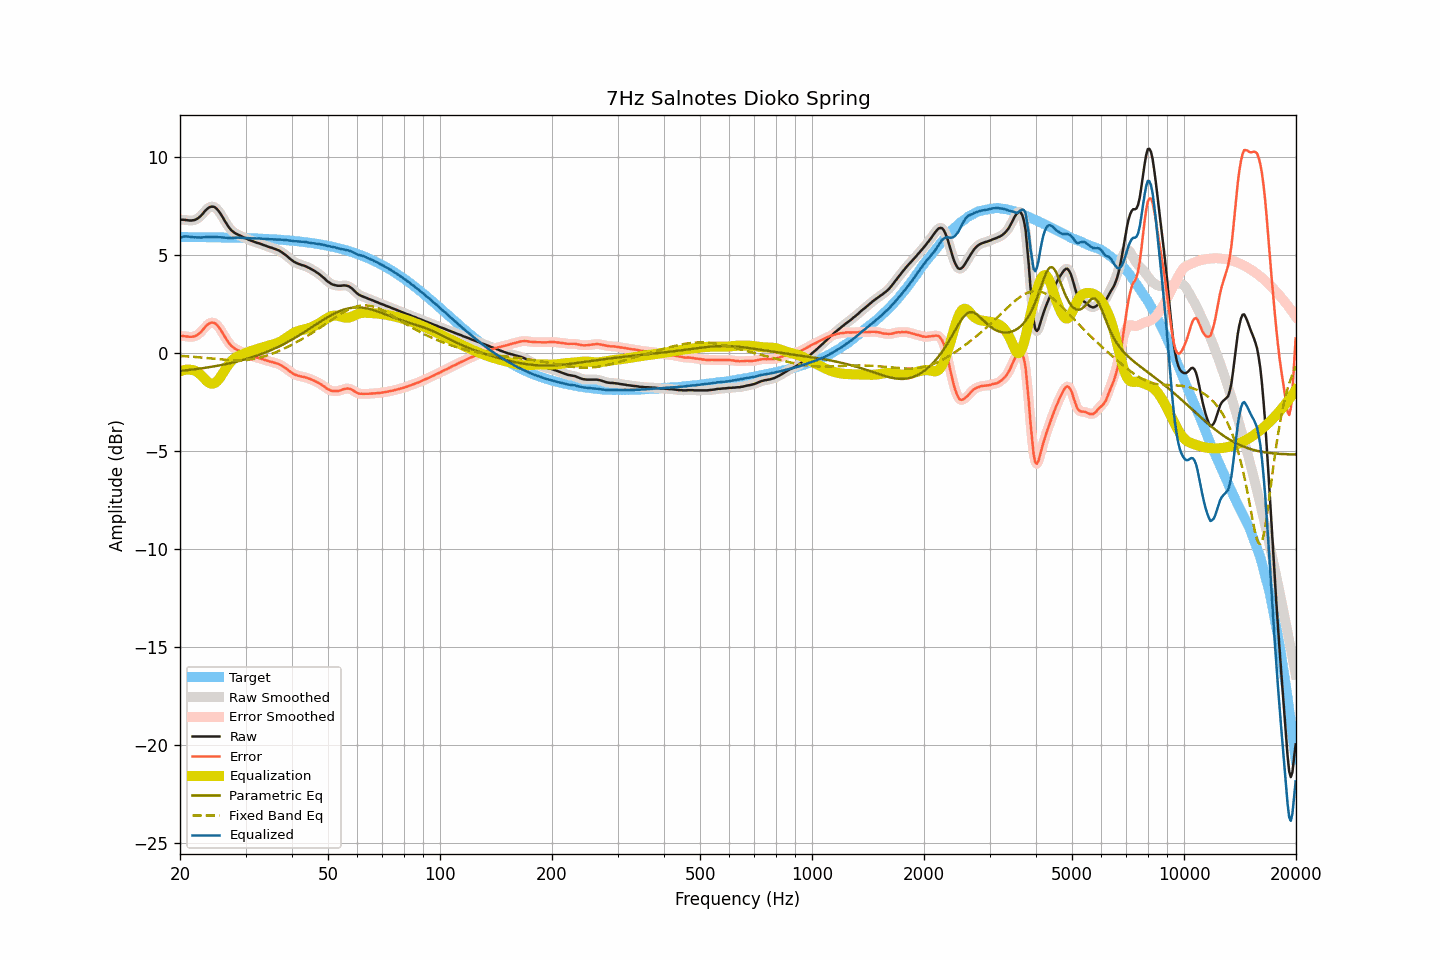 7Hz Salnotes Dioko Spring
10
5
0
−5
−10
−15
−20
−25
Amplitude (dBr)
Target
Raw Smoothed
Error Smoothed
Raw
Error
Equalization
Parametric Eq
Fixed Band Eq
Equalized
20 50 100 200 500 1000 2000 5000 10000 20000
Frequency (Hz)